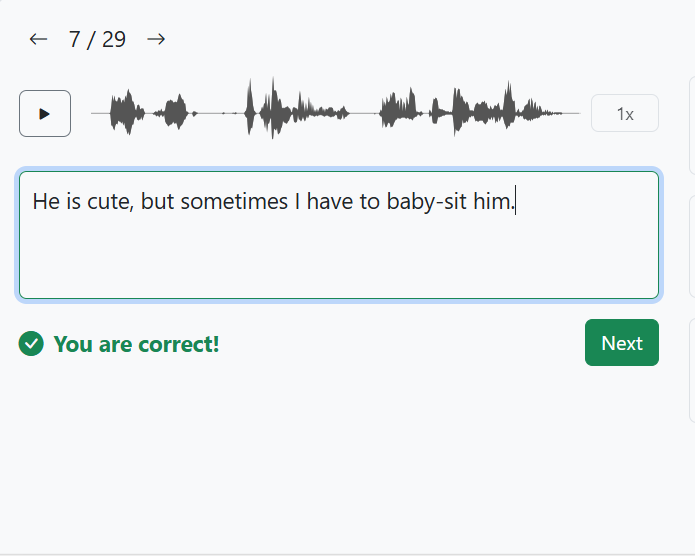 ← 7 / 29 →
1x
He is cute, but sometimes I have to baby-sit him.
You are correct!
Next